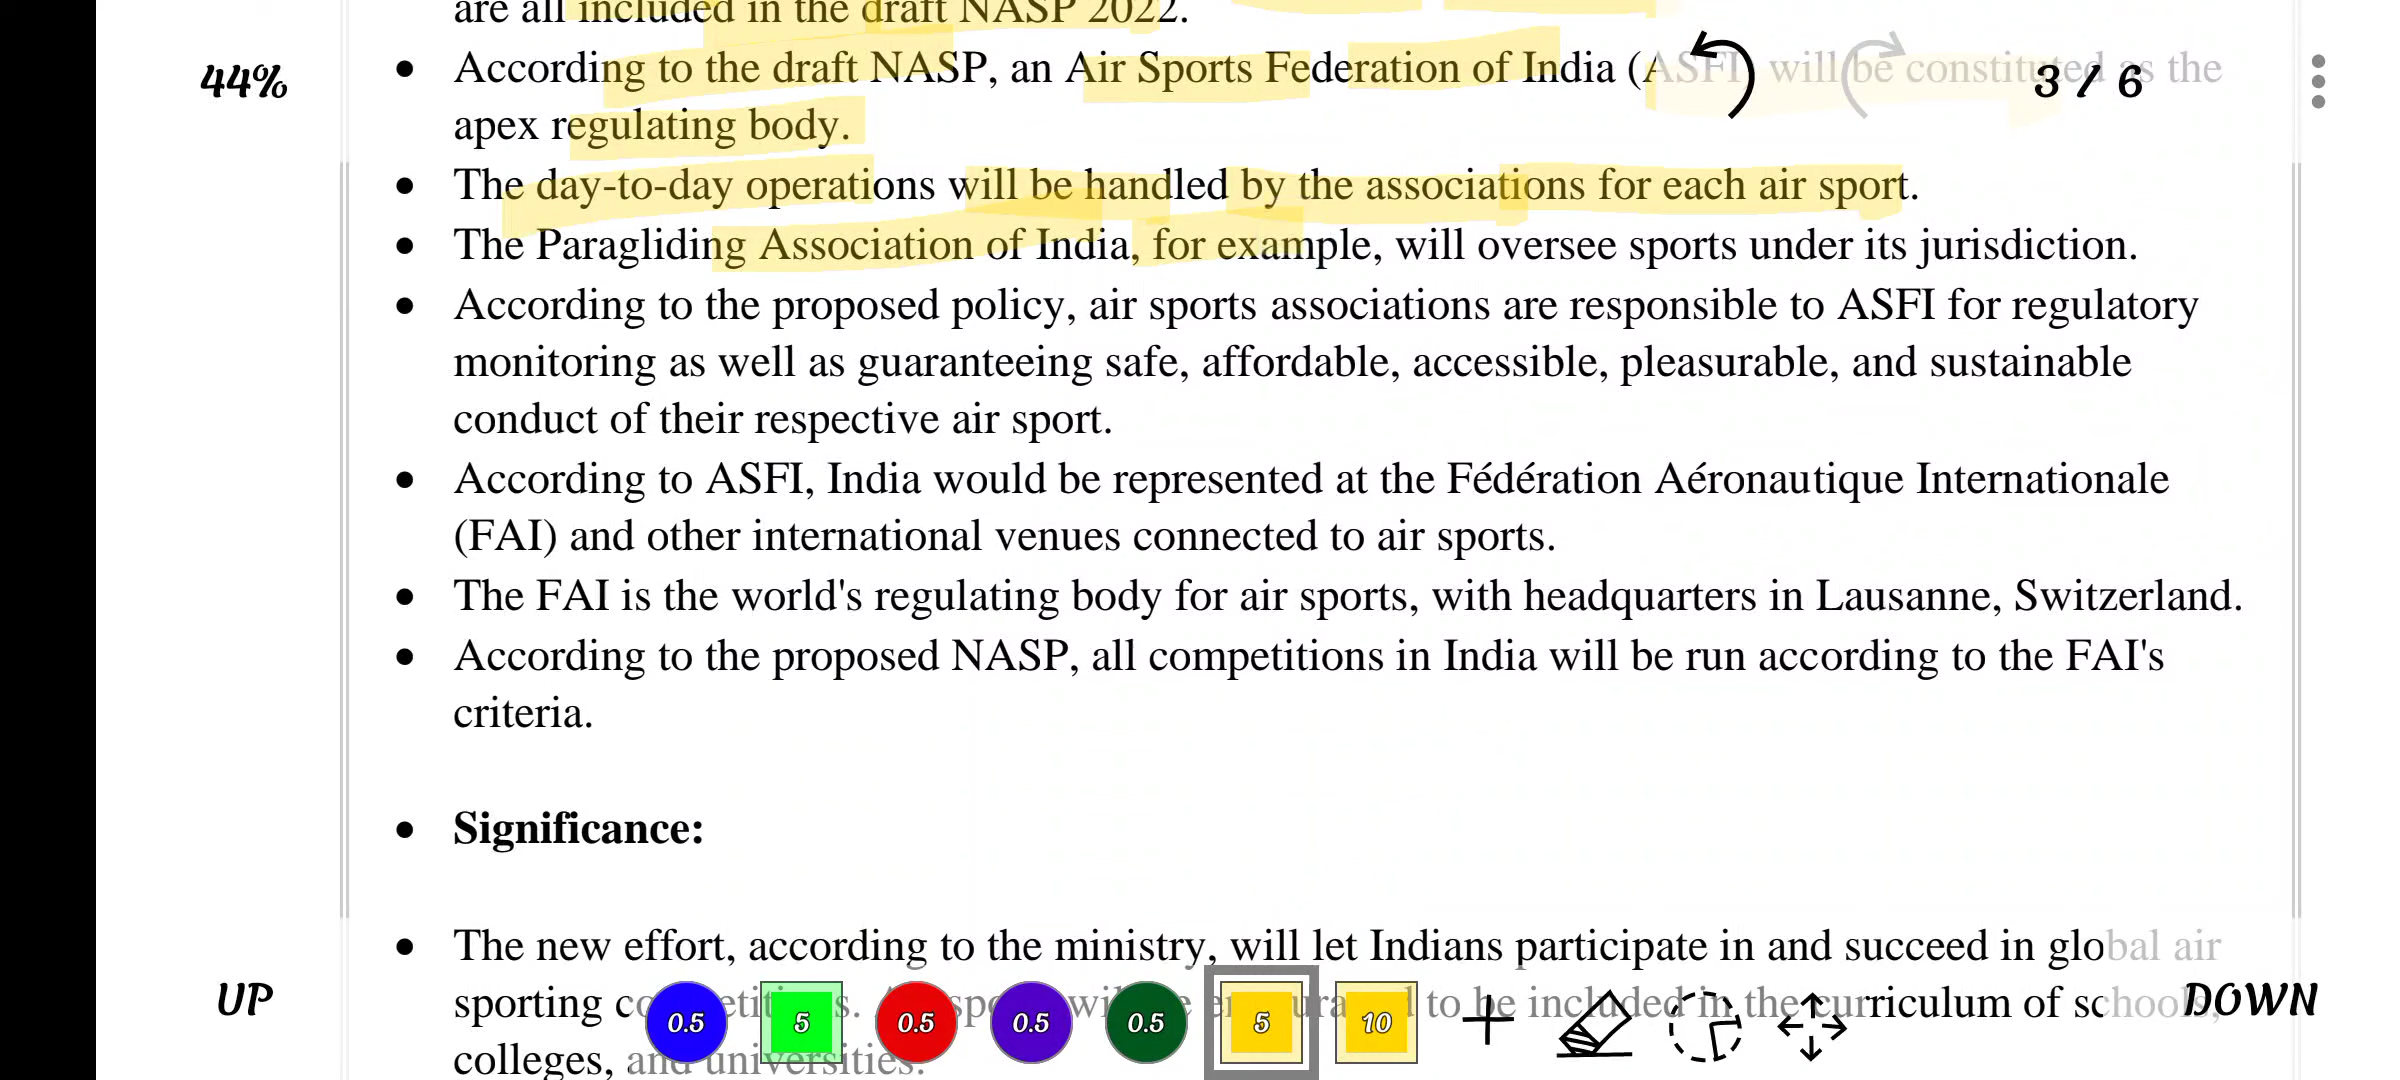 are all included in the draft NASP 2022.
44%
According to the draft NASP, an Air Sports Federation of India (ASFI) will be constituted as the
3 / 6
apex regulating body.
The day-to-day operations will be handled by the associations for each air sport.
The Paragliding Association of India, for example, will oversee sports under its jurisdiction.
According to the proposed policy, air sports associations are responsible to ASFI for regulatory
monitoring as well as guaranteeing safe, affordable, accessible, pleasurable, and sustainable
conduct of their respective air sport.
According to ASFI, India would be represented at the Fédération Aéronautique Internationale
(FAI) and other international venues connected to air sports.
The FAI is the world's regulating body for air sports, with headquarters in Lausanne, Switzerland.
According to the proposed NASP, all competitions in India will be run according to the FAI's
criteria.
Significance:
The new effort, according to the ministry, will let Indians participate in and succeed in global air
sporting competitions. Air sports will be encouraged to be included in the curriculum of schools,
colleges, and universities.
UP
0.5 5 0.5 0.5 0.5 5 10
DOWN